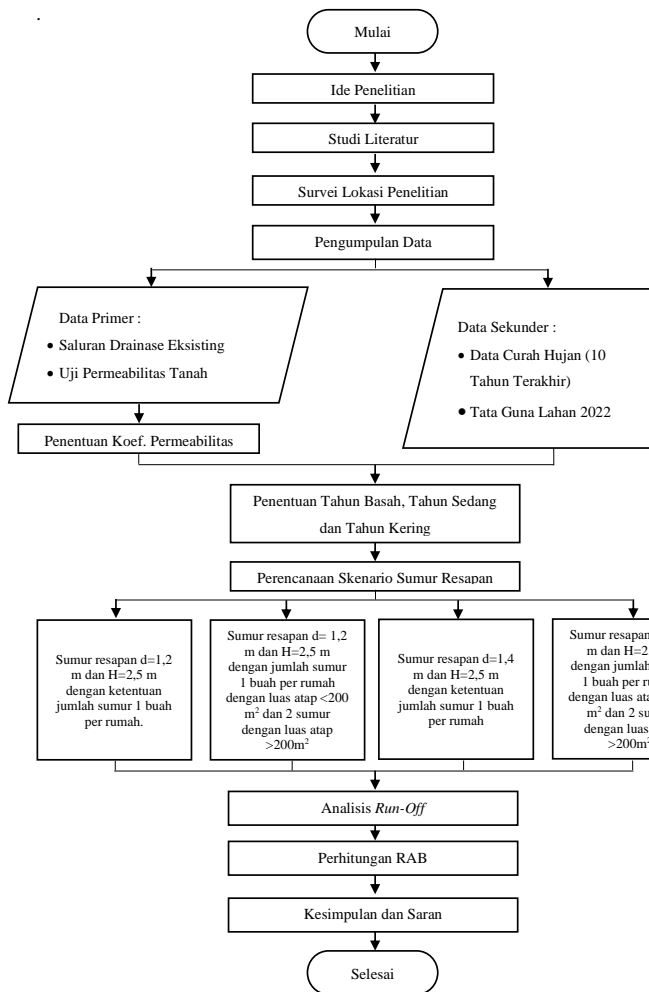 Mulai
Ide Penelitian
Studi Literatur
Survei Lokasi Penelitian
Pengumpulan Data
Data Primer :
• Saluran Drainase Eksisting
• Uji Permeabilitas Tanah
Data Sekunder :
• Data Curah Hujan (10
Tahun Terakhir)
• Tata Guna Lahan 2022
Penentuan Koef. Permeabilitas
Penentuan Tahun Basah, Tahun Sedang
dan Tahun Kering
Perencanaan Skenario Sumur Resapan
Sumur resapan d=1,2
m dan H=2,5 m
dengan ketentuan
jumlah sumur 1 buah
per rumah.
Sumur resapan d= 1,2
m dan H=2,5 m
dengan jumlah sumur
1 buah per rumah
dengan luas atap <200
m² dan 2 sumur
dengan luas atap
>200m²
Sumur resapan d=1,4
m dan H=2,5 m
dengan ketentuan
jumlah sumur 1 buah
per rumah
Sumur resapan
m dan H=2
dengan jumlah
1 buah per
dengan luas
m² dan 2
dengan luas
>200m²
Analisis Run-Off
Perhitungan RAB
Kesimpulan dan Saran
Selesai